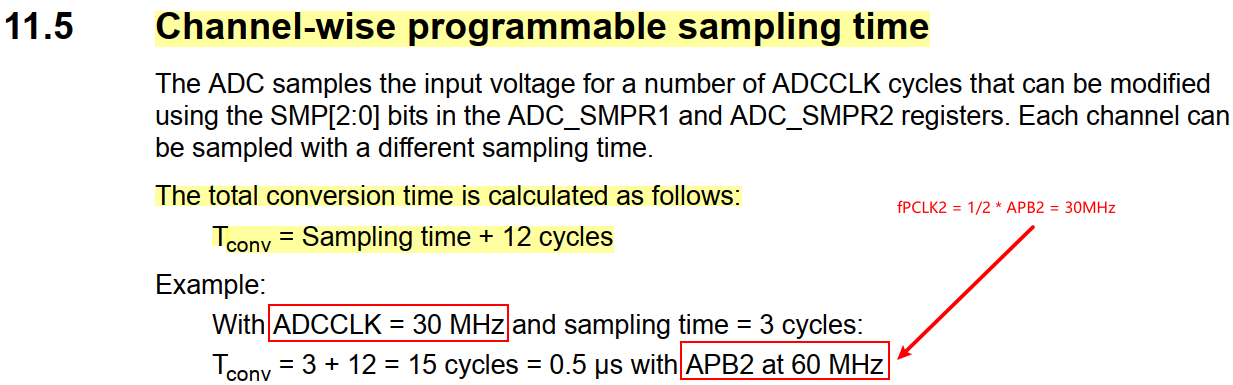 11.5 Channel-wise programmable sampling time
The ADC samples the input voltage for a number of ADCCLK cycles that can be modified
using the SMP[2:0] bits in the ADC_SMPR1 and ADC_SMPR2 registers. Each channel can
be sampled with a different sampling time.
The total conversion time is calculated as follows:
fPCLK2 = 1/2 * APB2 = 30MHz
Tconv = Sampling time + 12 cycles
Example:
With ADCCLK = 30 MHz and sampling time = 3 cycles:
Tconv = 3 + 12 = 15 cycles = 0.5 µs with APB2 at 60 MHz